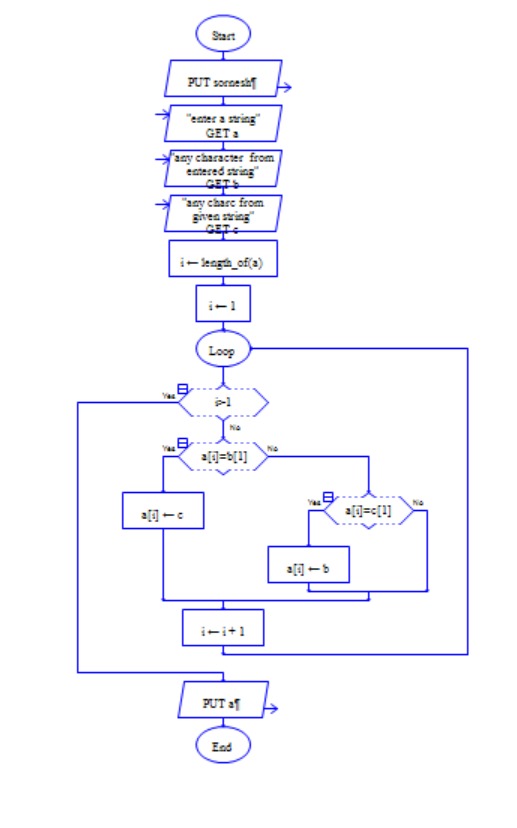 Start
PUT sornesh¶
"enter a string"
GET a
"any character from
entered string"
GET b
"any charc from
given string"
GET c
i ← length_of(a)
i ← 1
Loop
Yes
i>1
No
Yes
a[i]=b[1]
No
Yes
a[i]=c[1]
No
a[i] ← c
a[i] ← b
i ← i + 1
PUT a¶
End